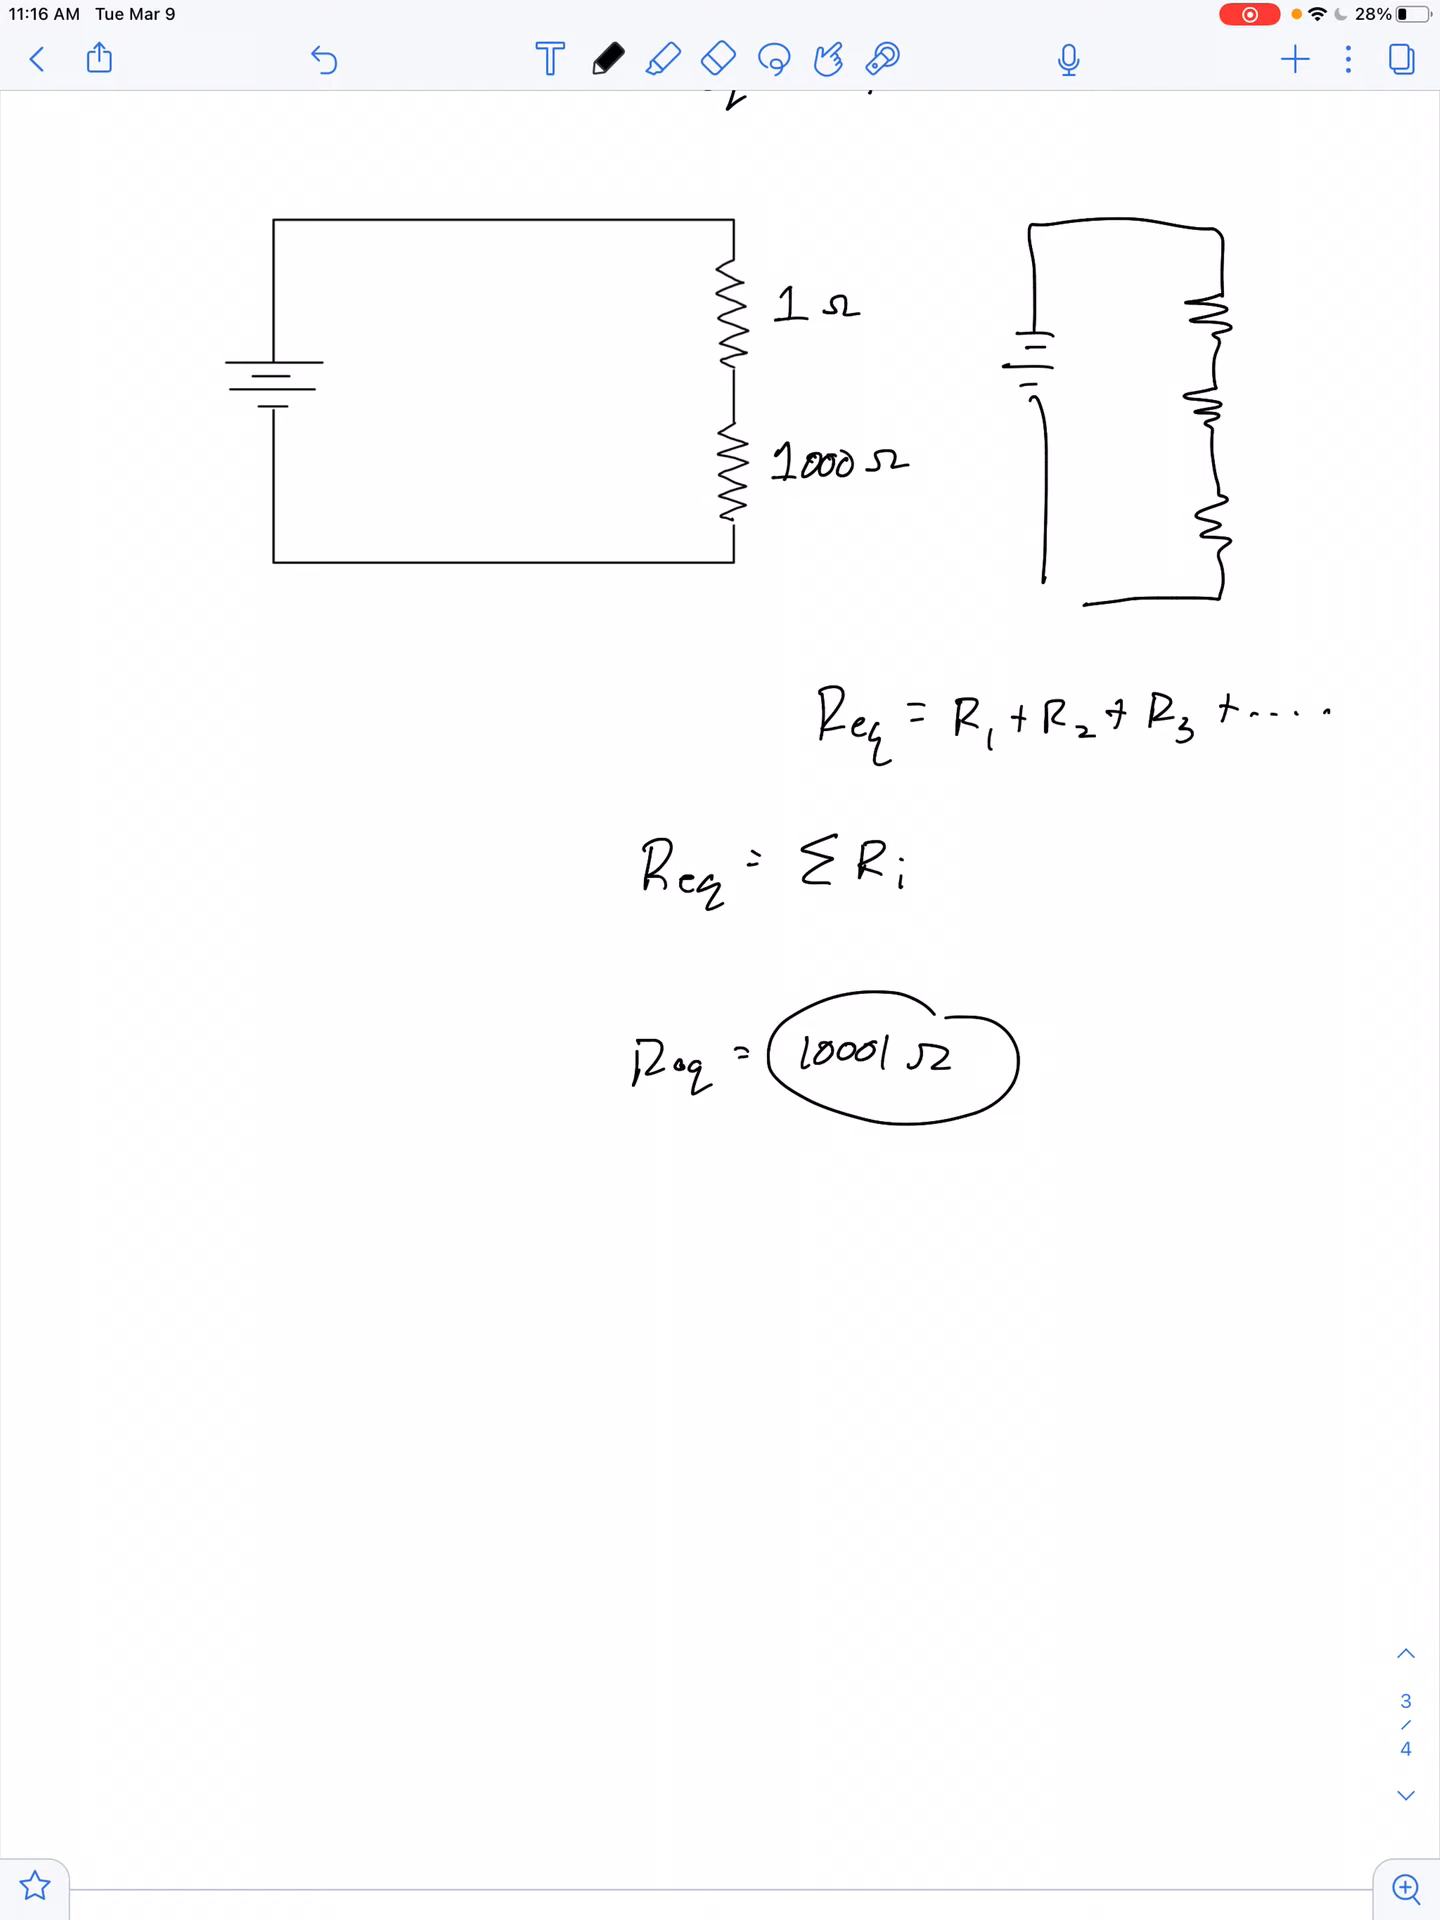 11:16 AM Tue Mar 9
28%
T
1 Ω
1000 Ω
Req = R₁ + R₂ + R₃ + ....
Req = Σ Ri
Req = 10001 Ω
3
/
4